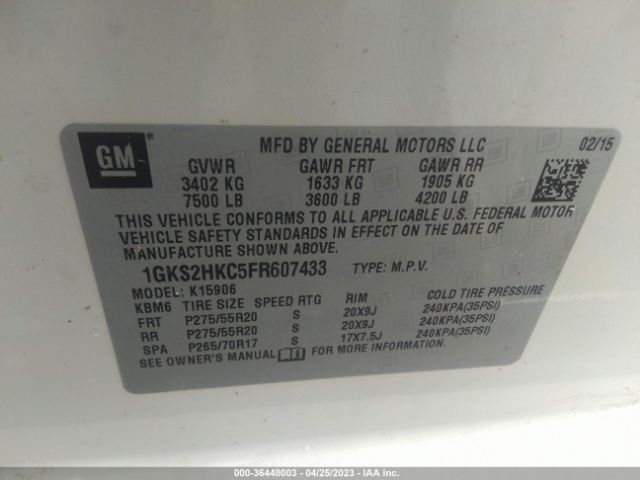 GM
MFD BY GENERAL MOTORS LLC 02/15
GVWR GAWR FRT GAWR RR
3402 KG 1633 KG 1905 KG
7500 LB 3600 LB 4200 LB
THIS VEHICLE CONFORMS TO ALL APPLICABLE U.S. FEDERAL MOTOR
VEHICLE SAFETY STANDARDS IN EFFECT ON THE DATE OF
MANUFACTURE SHOWN ABOVE.
1GKS2HKC5FR607433 TYPE: M.P.V.
MODEL: K15906
KBM6 TIRE SIZE SPEED RTG RIM COLD TIRE PRESSURE
FRT P275/55R20 S 20X9J 240KPA(35PSI)
RR P275/55R20 S 20X9J 240KPA(35PSI)
SPA P265/70R17 S 17X7.5J 240KPA(35PSI)
SEE OWNER'S MANUAL FOR MORE INFORMATION.
000-36448003 - 04/25/2023 - IAA, Inc.